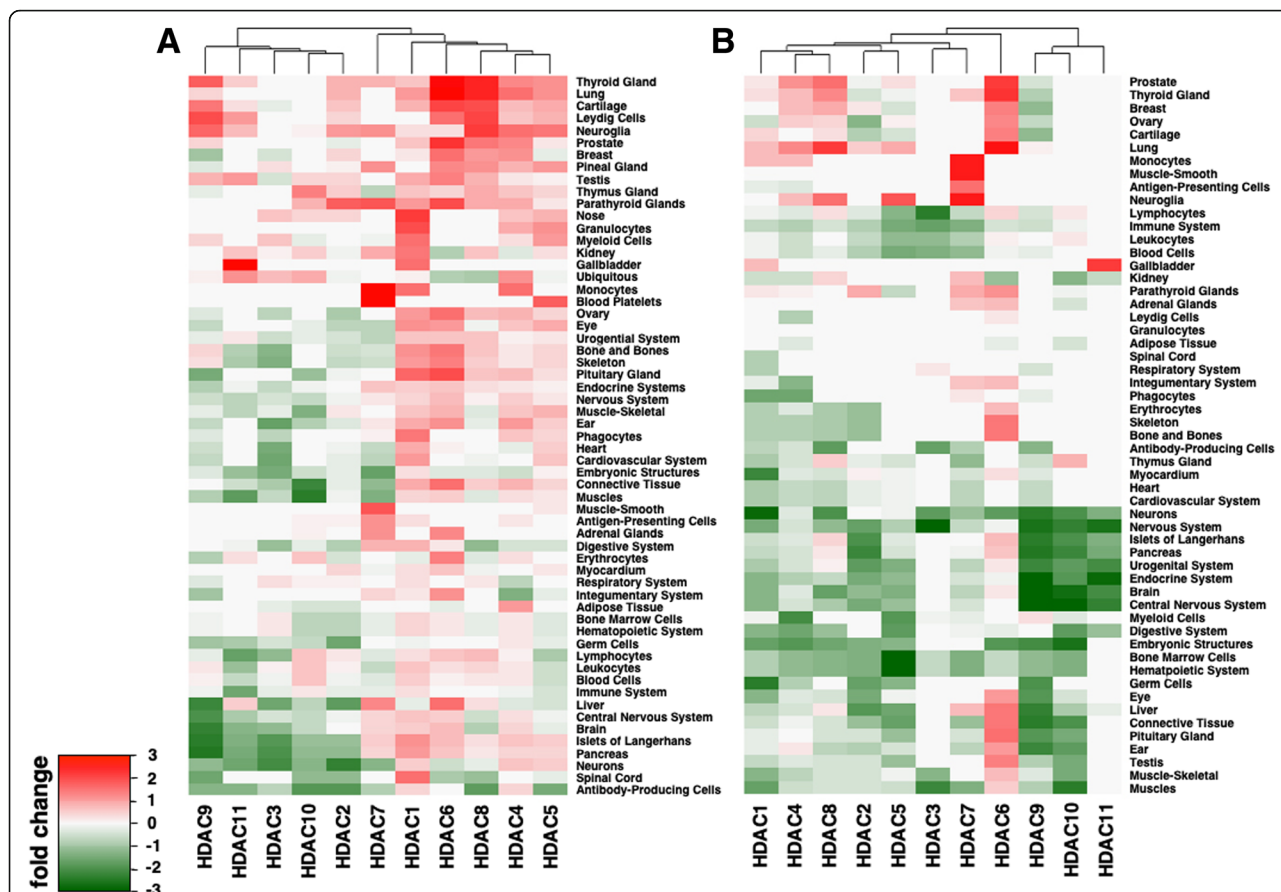 A
Thyroid Gland
Lung
Cartilage
Leydig Cells
Neuroglia
Prostate
Breast
Pineal Gland
Testis
Thymus Gland
Parathyroid Glands
Nose
Granulocytes
Myeloid Cells
Kidney
Gallbladder
Ubiquitous
Monocytes
Blood Platelets
Ovary
Eye
Urogential System
Bone and Bones
Skeleton
Pituitary Gland
Endocrine Systems
Nervous System
Muscle-Skeletal
Ear
Phagocytes
Heart
Cardiovascular System
Embryonic Structures
Connective Tissue
Muscles
Muscle-Smooth
Antigen-Presenting Cells
Adrenal Glands
Digestive System
Erythrocytes
Myocardium
Respiratory System
Integumentary System
Adipose Tissue
Bone Marrow Cells
Hematopoietic System
Germ Cells
Lymphocytes
Leukocytes
Blood Cells
Immune System
Liver
Central Nervous System
Brain
Islets of Langerhans
Pancreas
Neurons
Spinal Cord
Antibody-Producing Cells
HDAC9
HDAC11
HDAC3
HDAC10
HDAC2
HDAC7
HDAC1
HDAC6
HDAC8
HDAC4
HDAC5
fold change
3
2
1
0
-1
-2
-3
B
Prostate
Thyroid Gland
Breast
Ovary
Cartilage
Lung
Monocytes
Muscle-Smooth
Antigen-Presenting Cells
Neuroglia
Lymphocytes
Immune System
Leukocytes
Blood Cells
Gallbladder
Kidney
Parathyroid Glands
Adrenal Glands
Leydig Cells
Granulocytes
Adipose Tissue
Spinal Cord
Respiratory System
Integumentary System
Phagocytes
Erythrocytes
Skeleton
Bone and Bones
Antibody-Producing Cells
Thymus Gland
Myocardium
Heart
Cardiovascular System
Neurons
Nervous System
Islets of Langerhans
Pancreas
Urogenital System
Endocrine System
Brain
Central Nervous System
Myeloid Cells
Digestive System
Embryonic Structures
Bone Marrow Cells
Hematpoietic System
Germ Cells
Eye
Liver
Connective Tissue
Pituitary Gland
Ear
Testis
Muscle-Skeletal
Muscles
HDAC1
HDAC4
HDAC8
HDAC2
HDAC5
HDAC3
HDAC7
HDAC6
HDAC9
HDAC10
HDAC11